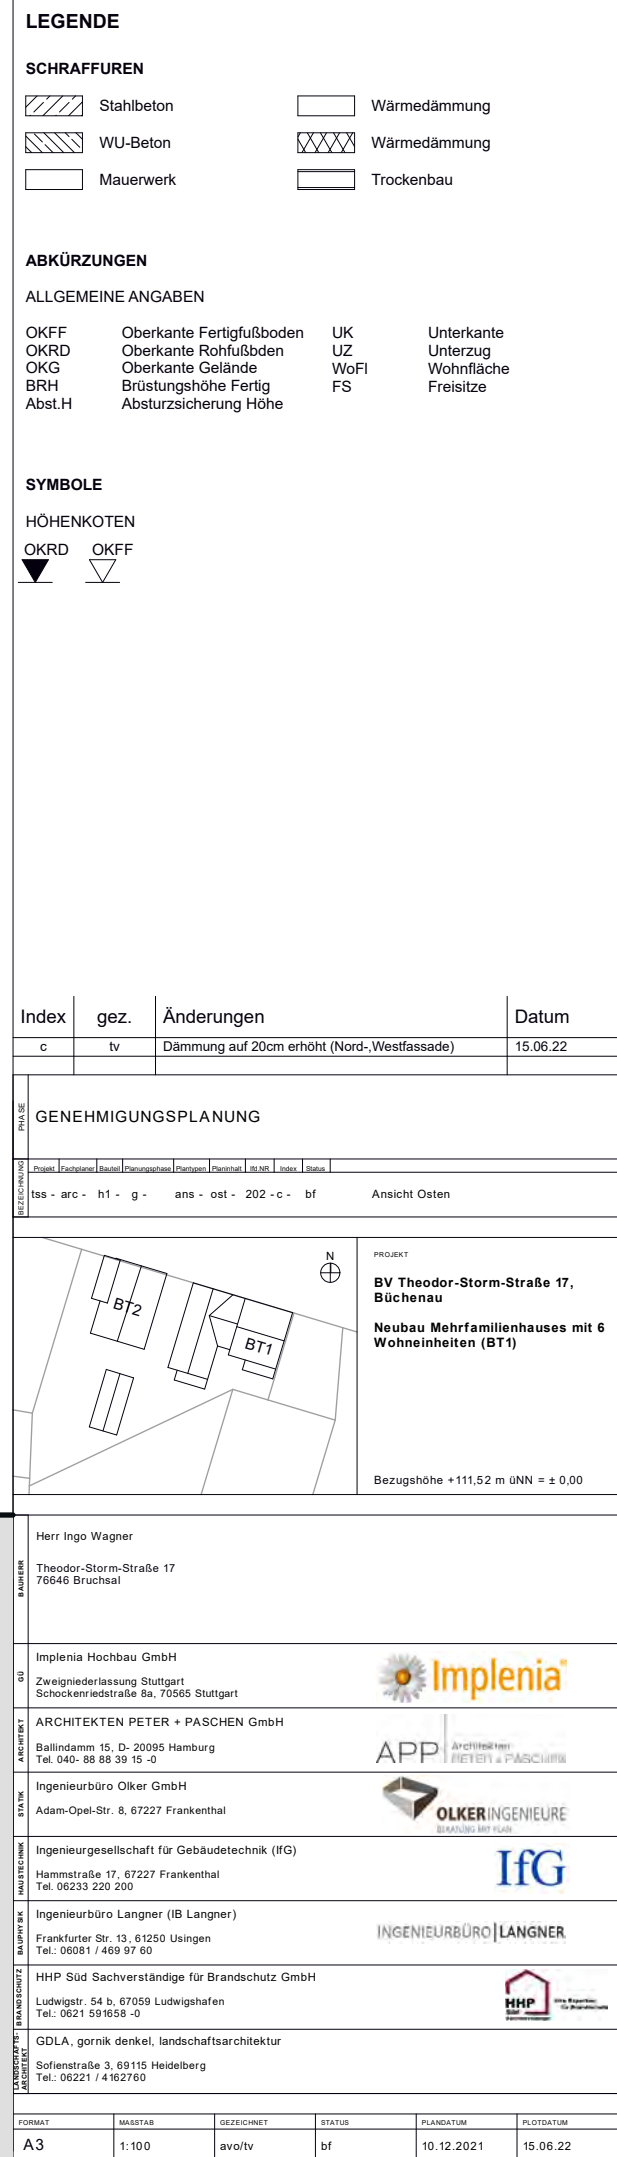 LEGENDE
SCHRAFFUREN
Stahlbeton Wärmedämmung
WU-Beton Wärmedämmung
Mauerwerk Trockenbau
ABKÜRZUNGEN
ALLGEMEINE ANGABEN
OKFF Oberkante Fertigfußboden UK Unterkante
OKRD Oberkante Rohfußbden UZ Unterzug
OKG Oberkante Gelände WoFl Wohnfläche
BRH Brüstungshöhe Fertig FS Freisitze
Abst.H Absturzsicherung Höhe
SYMBOLE
HÖHENKOTEN
OKRD OKFF
Index gez. Änderungen Datum
c tv Dämmung auf 20cm erhöht (Nord-,Westfassade) 15.06.22
PHASE
GENEHMIGUNGSPLANUNG
BEZEICHNUNG
Projekt Fachplaner Bauteil Planungsphase Plantypen Planinhalt lfd.NR Index Status
tss - arc - h1 - g - ans - ost - 202 - c - bf Ansicht Osten
N
BT2
BT1
PROJEKT
BV Theodor-Storm-Straße 17,
Büchenau
Neubau Mehrfamilienhauses mit 6
Wohneinheiten (BT1)
Bezugshöhe +111,52 m üNN = ± 0,00
BAUHERR
Herr Ingo Wagner
Theodor-Storm-Straße 17
76646 Bruchsal
GÜ
Implenia Hochbau GmbH
Zweigniederlassung Stuttgart
Schockenriedstraße 8a, 70565 Stuttgart
Implenia
ARCHITEKT
ARCHITEKTEN PETER + PASCHEN GmbH
Ballindamm 15, D- 20095 Hamburg
Tel. 040- 88 88 39 15 -0
APP Architekten
PETER + PASCHEN
STATIK
Ingenieurbüro Olker GmbH
Adam-Opel-Str. 8, 67227 Frankenthal
OLKERINGENIEURE
BERATUNG MIT PLAN
HAUSTECHNIK
Ingenieurgesellschaft für Gebäudetechnik (IfG)
Hammstraße 17, 67227 Frankenthal
Tel. 06233 220 200
IfG
BAUPHYSIK
Ingenieurbüro Langner (IB Langner)
Frankfurter Str. 13, 61250 Usingen
Tel.: 06081 / 469 97 60
INGENIEURBÜRO|LANGNER
BRANDSCHUTZ
HHP Süd Sachverständige für Brandschutz GmbH
Ludwigstr. 54 b, 67059 Ludwigshafen
Tel.: 0621 591658 -0
HHP
Süd
LANDSCHAFTS-
ARCHITEKT
GDLA, gornik denkel, landschaftsarchitektur
Sofienstraße 3, 69115 Heidelberg
Tel.: 06221 / 4162760
FORMAT MAßSTAB GEZEICHNET STATUS PLANDATUM PLOTDATUM
A3 1:100 avo/tv bf 10.12.2021 15.06.22